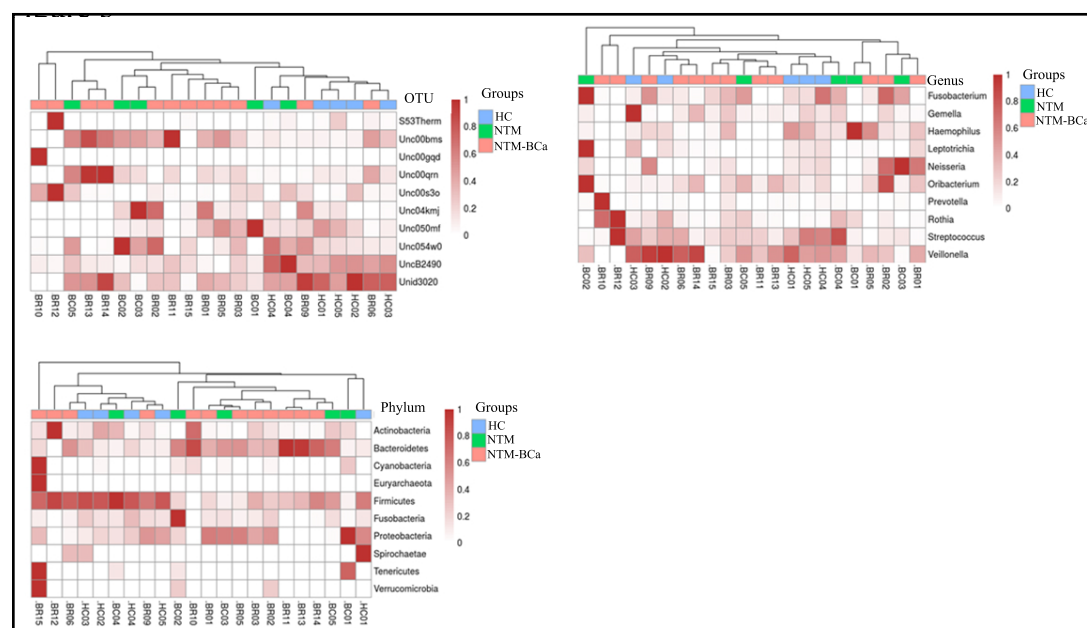 OTU
Groups
HC
NTM
NTM-BCa
1
0.8
0.6
0.4
0.2
0
S53Therm
Unc00bms
Unc00gqd
Unc00qrn
Unc00s3o
Unc04kmj
Unc050mf
Unc054w0
UncB2490
Unid3020
BR10
BR12
BC05
BR13
BR14
BC02
BC03
BR02
BR11
BR15
BR01
BR05
BR03
BC01
HC04
BC04
BR09
HC01
HC05
HC02
BR06
HC03
Genus
Groups
HC
NTM
NTM-BCa
1
0.8
0.6
0.4
0.2
0
Fusobacterium
Gemella
Haemophilus
Leptotrichia
Neisseria
Oribacterium
Prevotella
Rothia
Streptococcus
Veillonella
.BC02
.BR10
.BR12
.HC03
.BR09
.HC02
.BR06
.BR14
.BR15
.BR03
.BC05
.BR11
.BR13
.HC01
.HC05
.HC04
.BC04
.BC01
.BR05
.BR02
.BC03
.BR01
Phylum
Groups
HC
NTM
NTM-BCa
1
0.8
0.6
0.4
0.2
0
Actinobacteria
Bacteroidetes
Cyanobacteria
Euryarchaeota
Firmicutes
Fusobacteria
Proteobacteria
Spirochaetae
Tenericutes
Verrucomicrobia
.BR15
.BR12
.BR06
.HC03
.HC02
.BC04
.HC04
.BR09
.HC05
.BC02
.BR10
.BR01
.BC03
.BR05
.BR03
.BR02
.BR11
.BR13
.BR14
.BC05
.BC01
.HC01